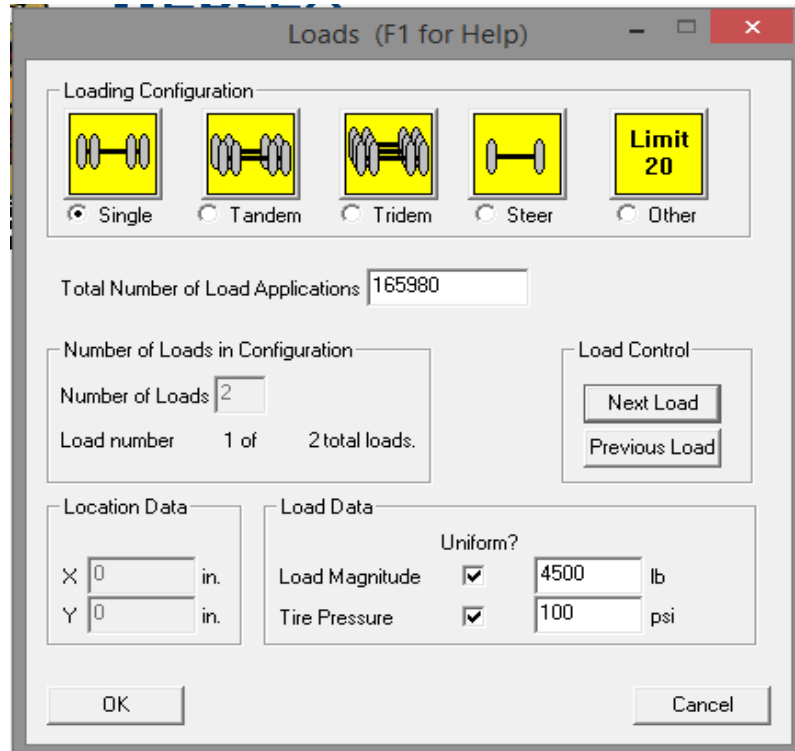 Loads (F1 for Help)
Loading Configuration
Limit
20
Single Tandem Tridem Steer Other
Total Number of Load Applications 165980
Number of Loads in Configuration
Number of Loads 2
Load number 1 of 2 total loads.
Load Control
Next Load
Previous Load
Location Data
X 0 in.
Y 0 in.
Load Data
Uniform?
Load Magnitude 4500 lb
Tire Pressure 100 psi
OK Cancel